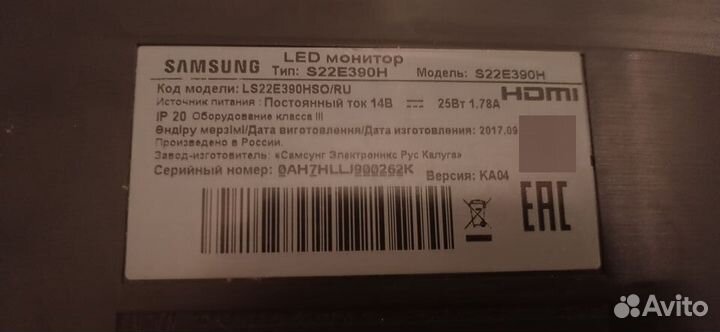 SAMSUNG
LED монитор
Тип: S22E390H Модель: S22E390H
Код модели: LS22E390HSO/RU
Источник питания : Постоянный ток 14В 25Вт 1.78А HDMI
IP 20 Оборудование класса III
Өндіру мерзімі/Дата виготовлення/Дата изготовления: 2017.09
Произведено в России.
Завод-изготовитель: «Самсунг Электроникс Рус Калуга»
Серийный номер: 0AH7HLLJ900262K Версия: KA04
EAC
Avito